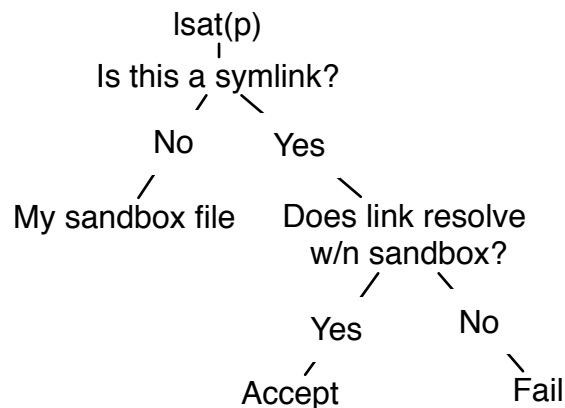 lsat(p)
Is this a symlink?
No
Yes
My sandbox file
Does link resolve
w/n sandbox?
Yes
No
Accept
Fail